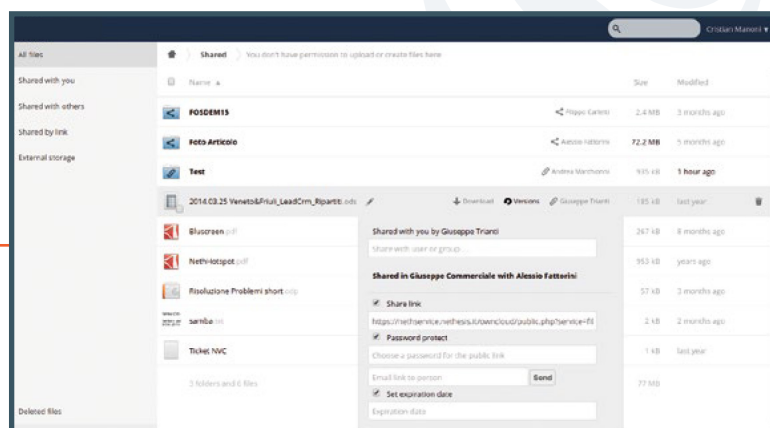 Cristian Manoni
All files
Shared
You don't have permission to upload or create files here
Shared with you
Name
Size
Modified
Shared with others
FOSDEM15
Filippo Carletti
2.4 MB
3 months ago
Shared by link
Foto Articolo
Alessio Fattorini
72.2 MB
5 months ago
External storage
Test
Andrea Marchionni
935 kB
1 hour ago
2014.03.25 Veneto&Friuli_LeadCrm_Ripartiti.ods
Download
Versions
Giuseppe Trianti
185 kB
last year
Bluscreen.pdf
Shared with you by Giuseppe Trianti
267 kB
8 months ago
Share with user or group ...
NethHotspot.pdf
953 kB
years ago
Shared in Giuseppe Commerciale with Alessio Fattorini
Risoluzione Problemi short.odp
57 kB
3 months ago
Share link
samba.txt
https://nethservice.nethesis.it/owncloud/public.php?service=fil
2 kB
2 months ago
Password protect
Ticket NVC
Choose a password for the public link
1 kB
last year
Email link to person
Send
3 folders and 6 files
77 MB
Set expiration date
Deleted files
Expiration date